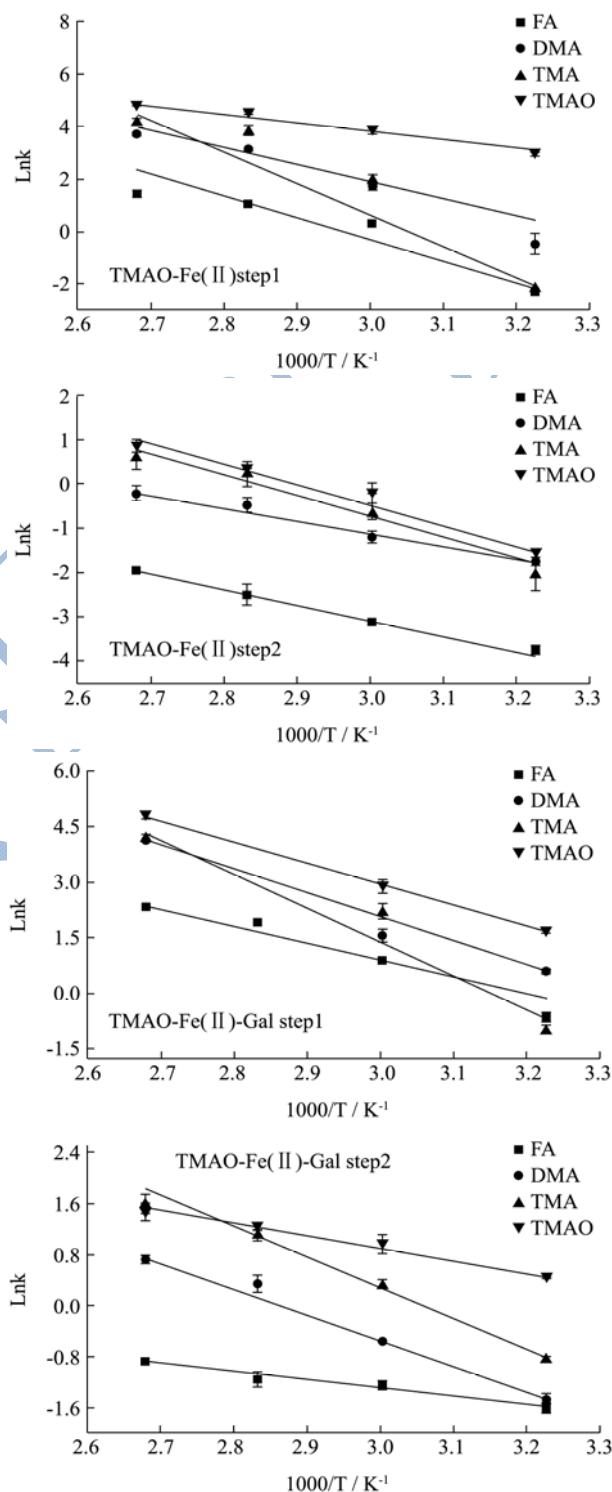 8
6
4
2
0
-2
Lnk
FA
DMA
TMA
TMAO
TMAO-Fe(Ⅱ)step1
2.6 2.7 2.8 2.9 3.0 3.1 3.2 3.3
1000/T / K⁻¹
2
1
0
-1
-2
-3
-4
Lnk
FA
DMA
TMA
TMAO
TMAO-Fe(Ⅱ)step2
2.6 2.7 2.8 2.9 3.0 3.1 3.2 3.3
1000/T / K⁻¹
6.0
4.5
3.0
1.5
0.0
-1.5
Lnk
FA
DMA
TMA
TMAO
TMAO-Fe(Ⅱ)-Gal step1
2.6 2.7 2.8 2.9 3.0 3.1 3.2 3.3
1000/T / K⁻¹
2.4
1.6
0.8
0.0
-0.8
-1.6
Lnk
TMAO-Fe(Ⅱ)-Gal step2
FA
DMA
TMA
TMAO
2.6 2.7 2.8 2.9 3.0 3.1 3.2 3.3
1000/T / K⁻¹